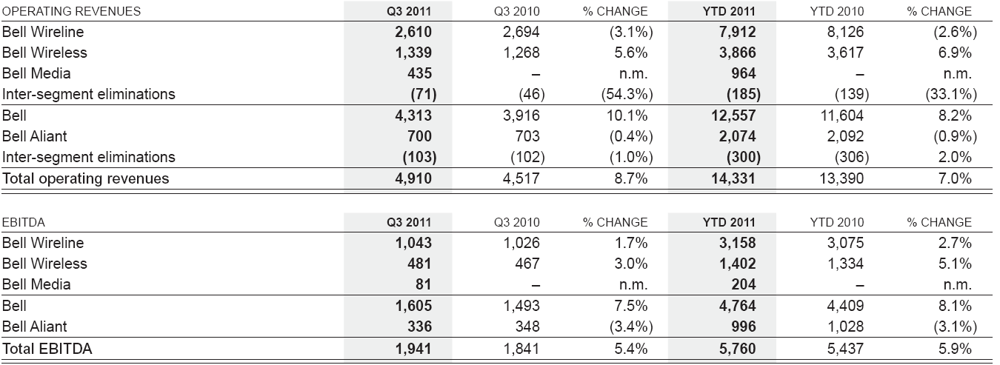 OPERATING REVENUES Q3 2011 Q3 2010 % CHANGE YTD 2011 YTD 2010 % CHANGE
Bell Wireline 2,610 2,694 (3.1%) 7,912 8,126 (2.6%)
Bell Wireless 1,339 1,268 5.6% 3,866 3,617 6.9%
Bell Media 435 – n.m. 964 – n.m.
Inter-segment eliminations (71) (46) (54.3%) (185) (139) (33.1%)
Bell 4,313 3,916 10.1% 12,557 11,604 8.2%
Bell Aliant 700 703 (0.4%) 2,074 2,092 (0.9%)
Inter-segment eliminations (103) (102) (1.0%) (300) (306) 2.0%
Total operating revenues 4,910 4,517 8.7% 14,331 13,390 7.0%
EBITDA Q3 2011 Q3 2010 % CHANGE YTD 2011 YTD 2010 % CHANGE
Bell Wireline 1,043 1,026 1.7% 3,158 3,075 2.7%
Bell Wireless 481 467 3.0% 1,402 1,334 5.1%
Bell Media 81 – n.m. 204 – n.m.
Bell 1,605 1,493 7.5% 4,764 4,409 8.1%
Bell Aliant 336 348 (3.4%) 996 1,028 (3.1%)
Total EBITDA 1,941 1,841 5.4% 5,760 5,437 5.9%